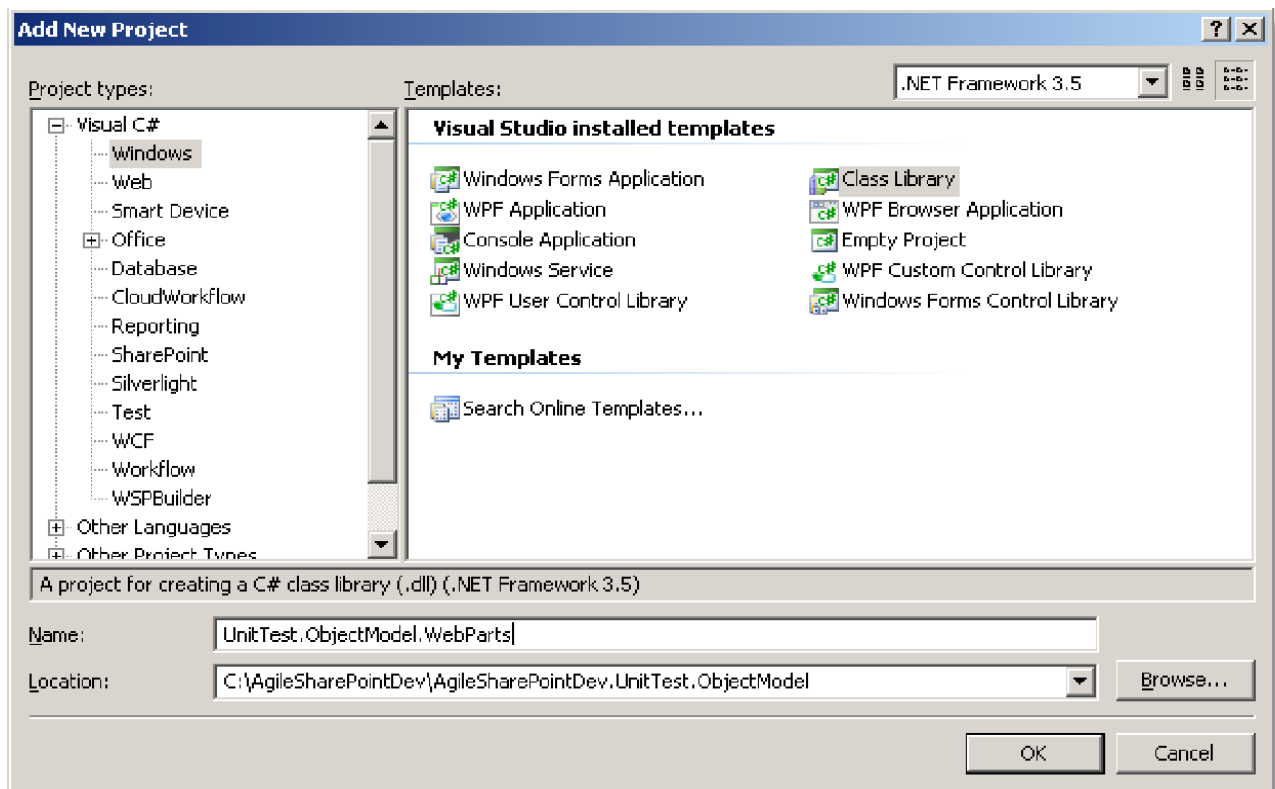 Add New Project
Project types:
Templates:
.NET Framework 3.5
Visual C#
Windows
Web
Smart Device
Office
Database
CloudWorkflow
Reporting
SharePoint
Silverlight
Test
WCF
Workflow
WSPBuilder
Other Languages
Other Project Types
Visual Studio installed templates
Windows Forms Application
Class Library
WPF Application
WPF Browser Application
Console Application
Empty Project
Windows Service
WPF Custom Control Library
WPF User Control Library
Windows Forms Control Library
My Templates
Search Online Templates...
A project for creating a C# class library (.dll) (.NET Framework 3.5)
Name:
UnitTest.ObjectModel.WebParts
Location:
C:\AgileSharePointDev\AgileSharePointDev.UnitTest.ObjectModel
Browse...
OK
Cancel